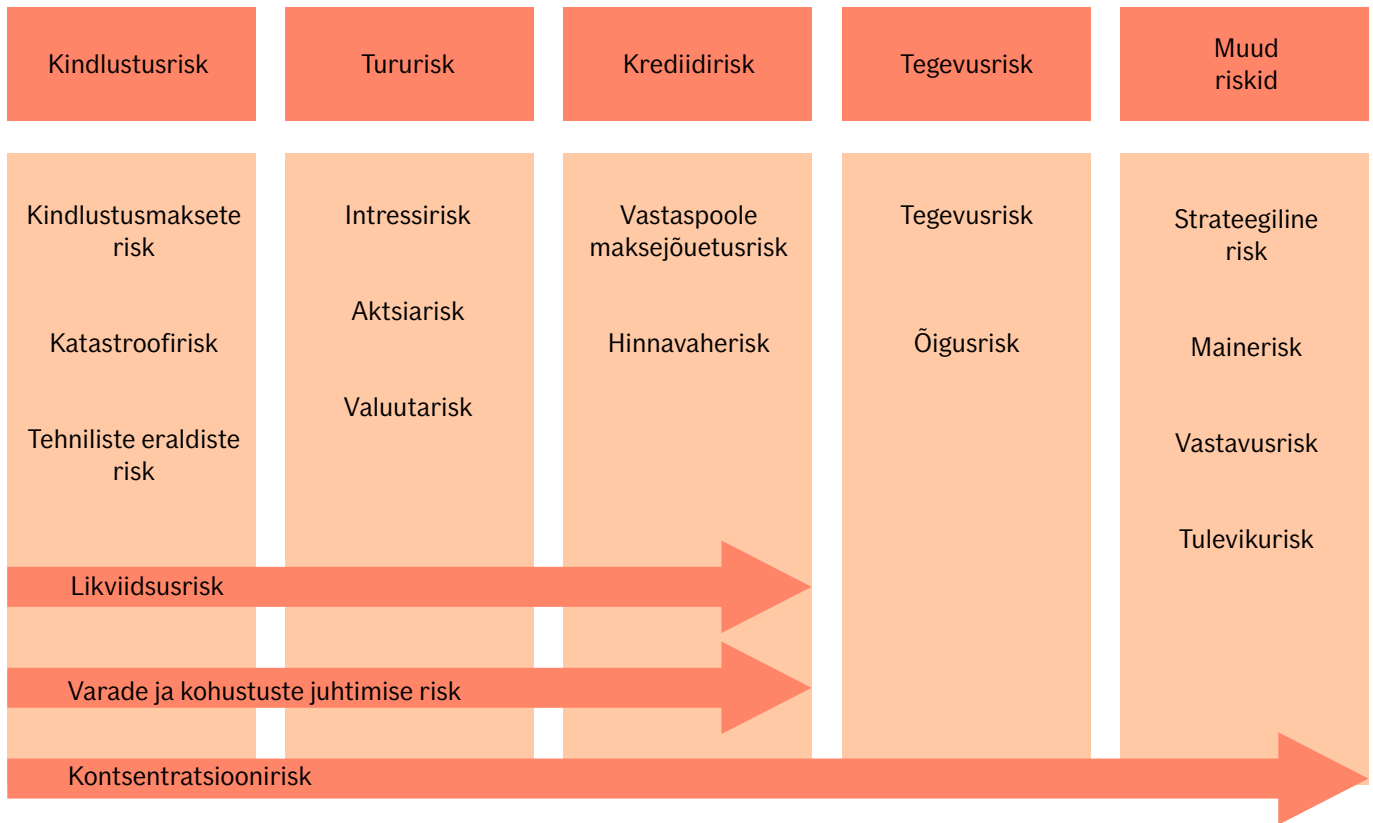 Kindlustusrisk
Tururisk
Krediidirisk
Tegevusrisk
Muud
riskid
Kindlustusmaksete
risk
Katastroofirisk
Tehniliste eraldiste
risk
Intressirisk
Aktsiarisk
Valuutarisk
Vastaspoole
maksejõuetusrisk
Hinnavaherisk
Tegevusrisk
Õigusrisk
Strateegiline
risk
Mainerisk
Vastavusrisk
Tulevikurisk
Likviidsusrisk
Varade ja kohustuste juhtimise risk
Kontsentratsioonirisk